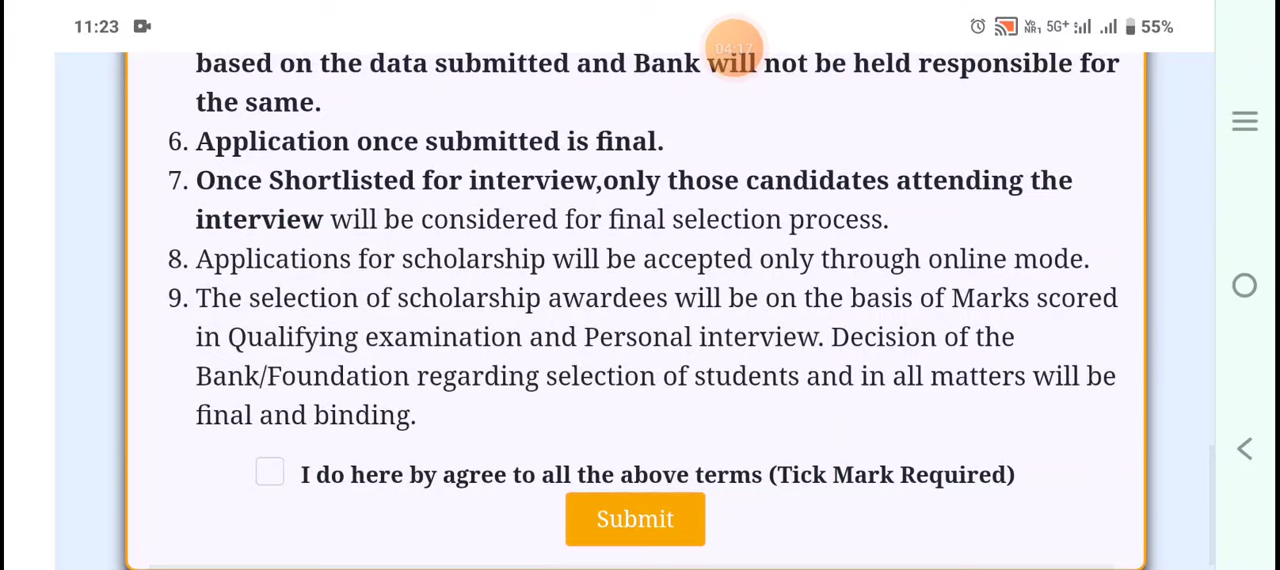 11:23
04:17
Vo
NR1
5G+
55%
based on the data submitted and Bank will not be held responsible for
the same.
6. Application once submitted is final.
7. Once Shortlisted for interview,only those candidates attending the
interview will be considered for final selection process.
8. Applications for scholarship will be accepted only through online mode.
9. The selection of scholarship awardees will be on the basis of Marks scored
in Qualifying examination and Personal interview. Decision of the
Bank/Foundation regarding selection of students and in all matters will be
final and binding.
I do here by agree to all the above terms (Tick Mark Required)
Submit